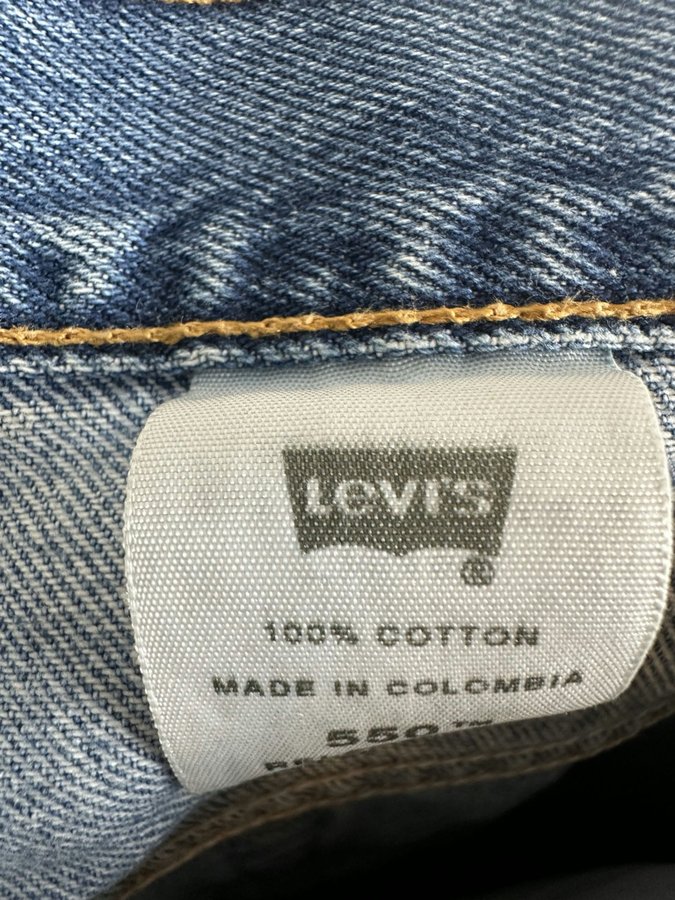 Levi's
®
100% COTTON
MADE IN COLOMBIA
550™